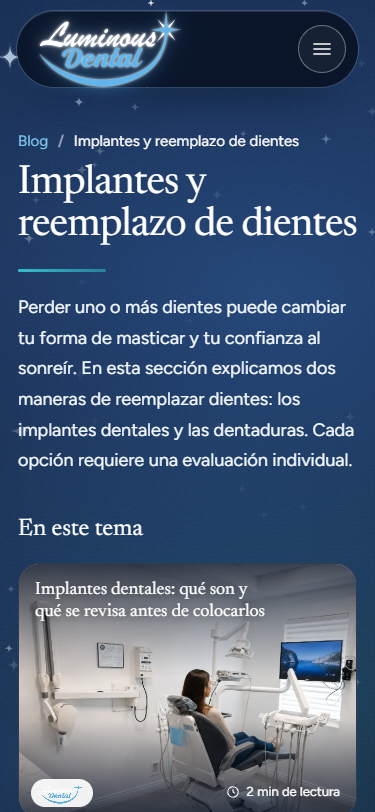 Luminous
Dental
Blog / Implantes y reemplazo de dientes
Implantes y
reemplazo de dientes
Perder uno o más dientes puede cambiar
tu forma de masticar y tu confianza al
sonreír. En esta sección explicamos dos
maneras de reemplazar dientes: los
implantes dentales y las dentaduras. Cada
opción requiere una evaluación individual.
En este tema
Implantes dentales: qué son y
qué se revisa antes de colocarlos
Dental
2 min de lectura